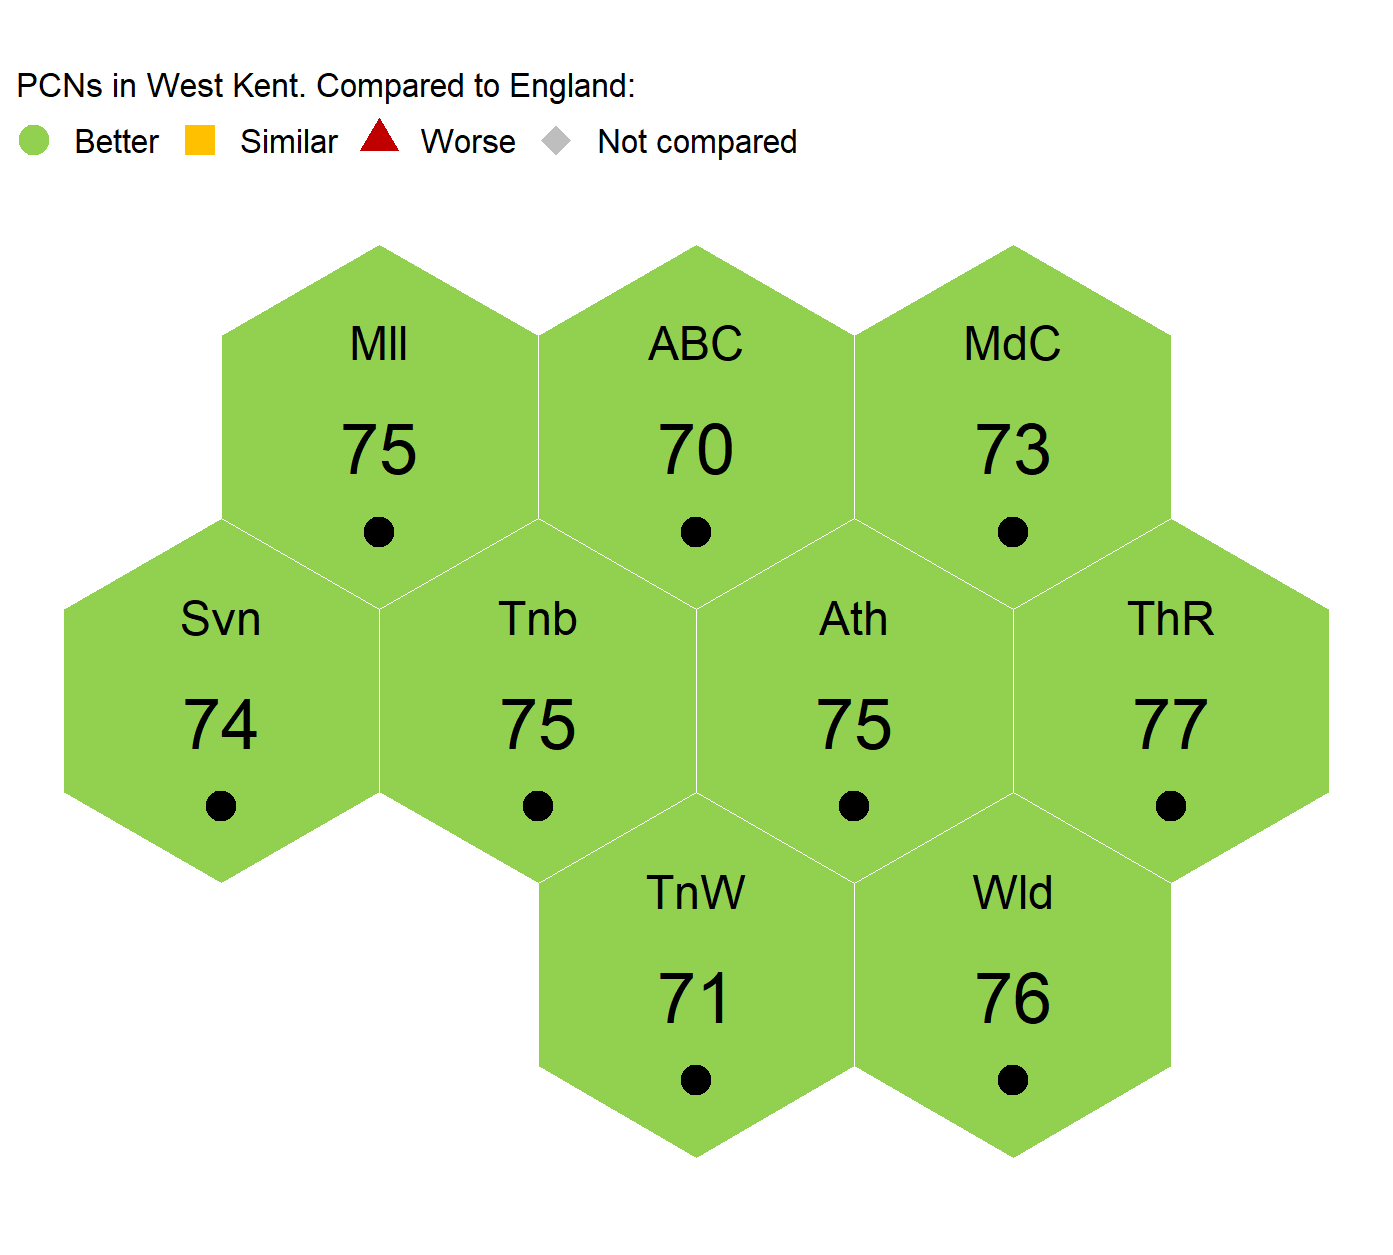 PCNs in West Kent. Compared to England:
Better Similar Worse Not compared
Mll ABC MdC
75 70 73
Svn Tnb Ath ThR
74 75 75 77
TnW Wld
71 76